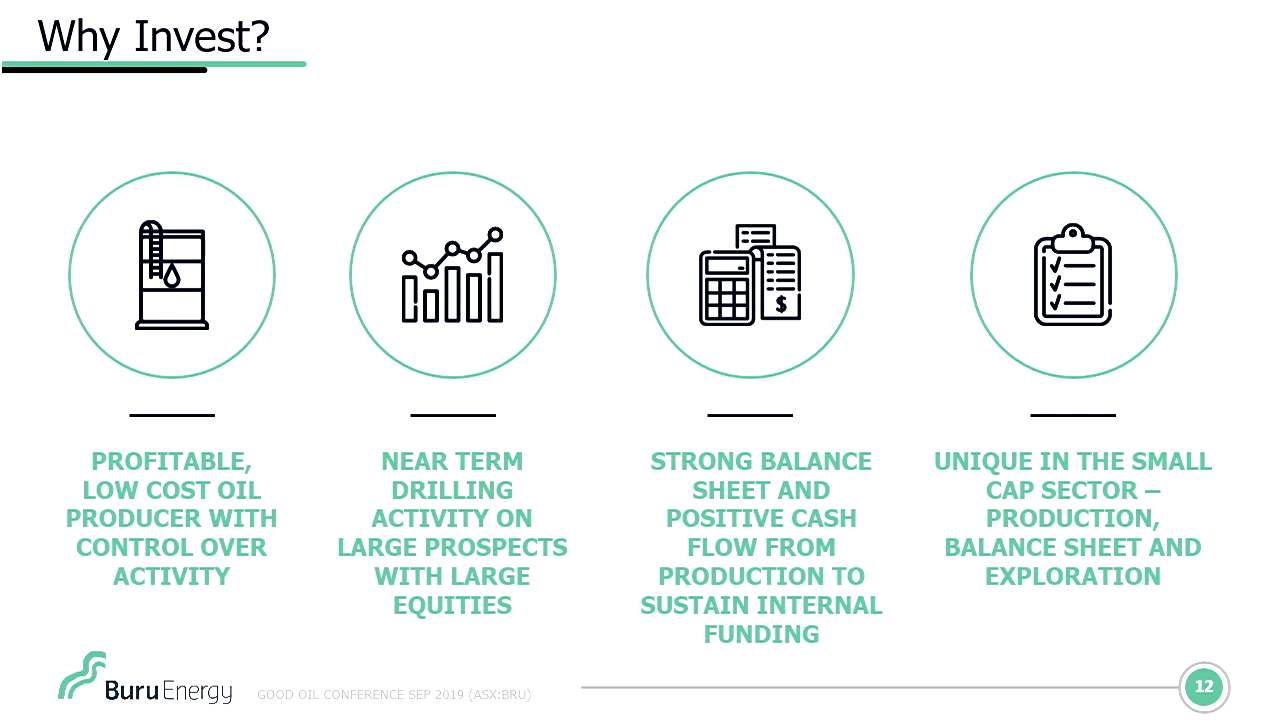 Why Invest?
PROFITABLE,
LOW COST OIL
PRODUCER WITH
CONTROL OVER
ACTIVITY
NEAR TERM
DRILLING
ACTIVITY ON
LARGE PROSPECTS
WITH LARGE
EQUITIES
$
STRONG BALANCE
SHEET AND
POSITIVE CASH
FLOW FROM
PRODUCTION TO
SUSTAIN INTERNAL
FUNDING
UNIQUE IN THE SMALL
CAP SECTOR –
PRODUCTION,
BALANCE SHEET AND
EXPLORATION
Buru Energy
GOOD OIL CONFERENCE SEP 2019 (ASX:BRU)
12